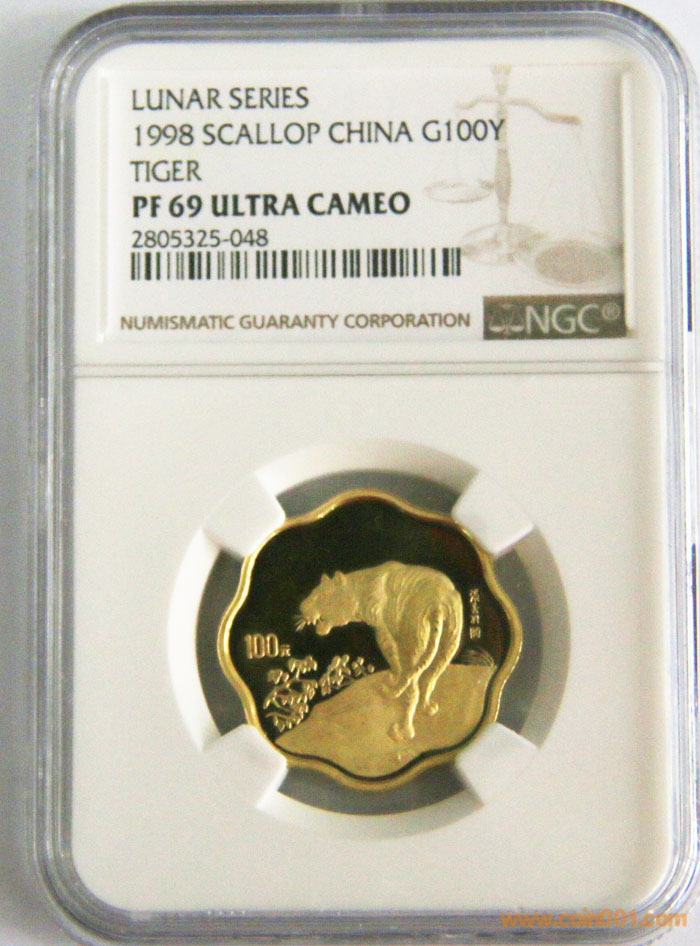 LUNAR SERIES
1998 SCALLOP CHINA G100Y
TIGER
PF 69 ULTRA CAMEO
2805325-048
NUMISMATIC GUARANTY CORPORATION
NGC®
100元
www.coin001.com